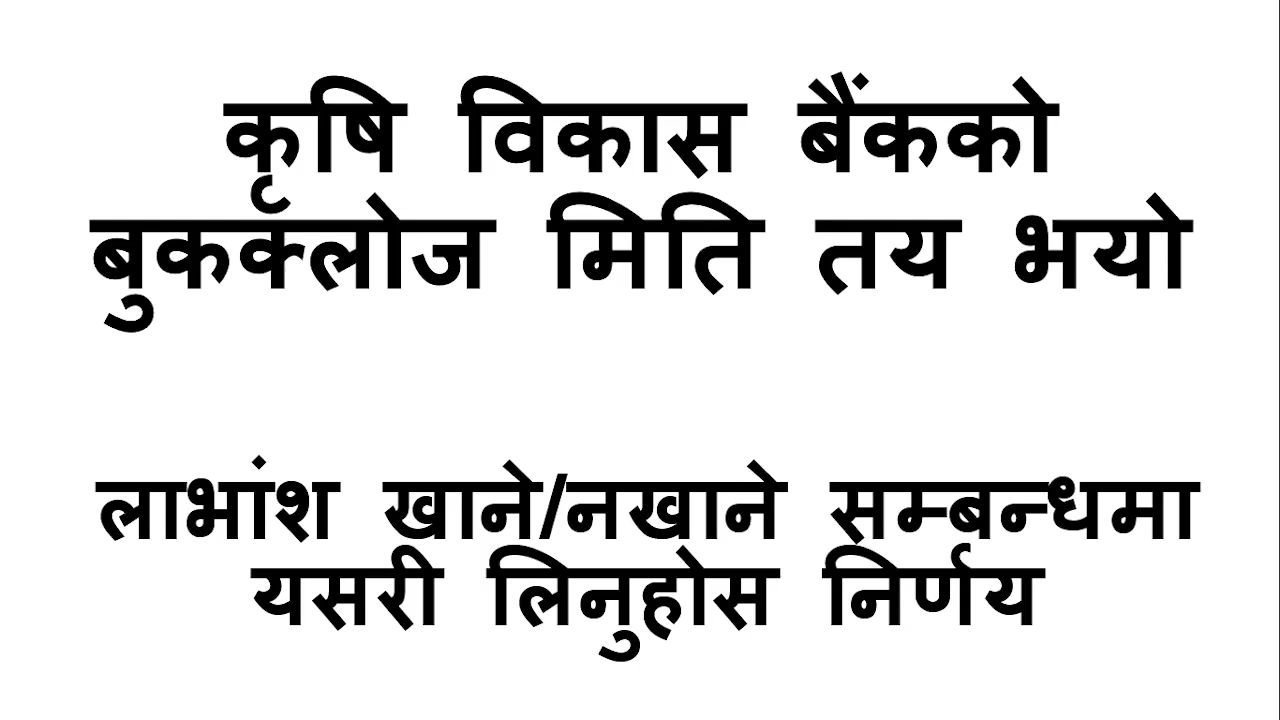 कृषि विकास बैंकको
बुकक्लोज मिति तय भयो
लाभांश खाने/नखाने सम्बन्धमा
यसरी लिनुहोस निर्णय